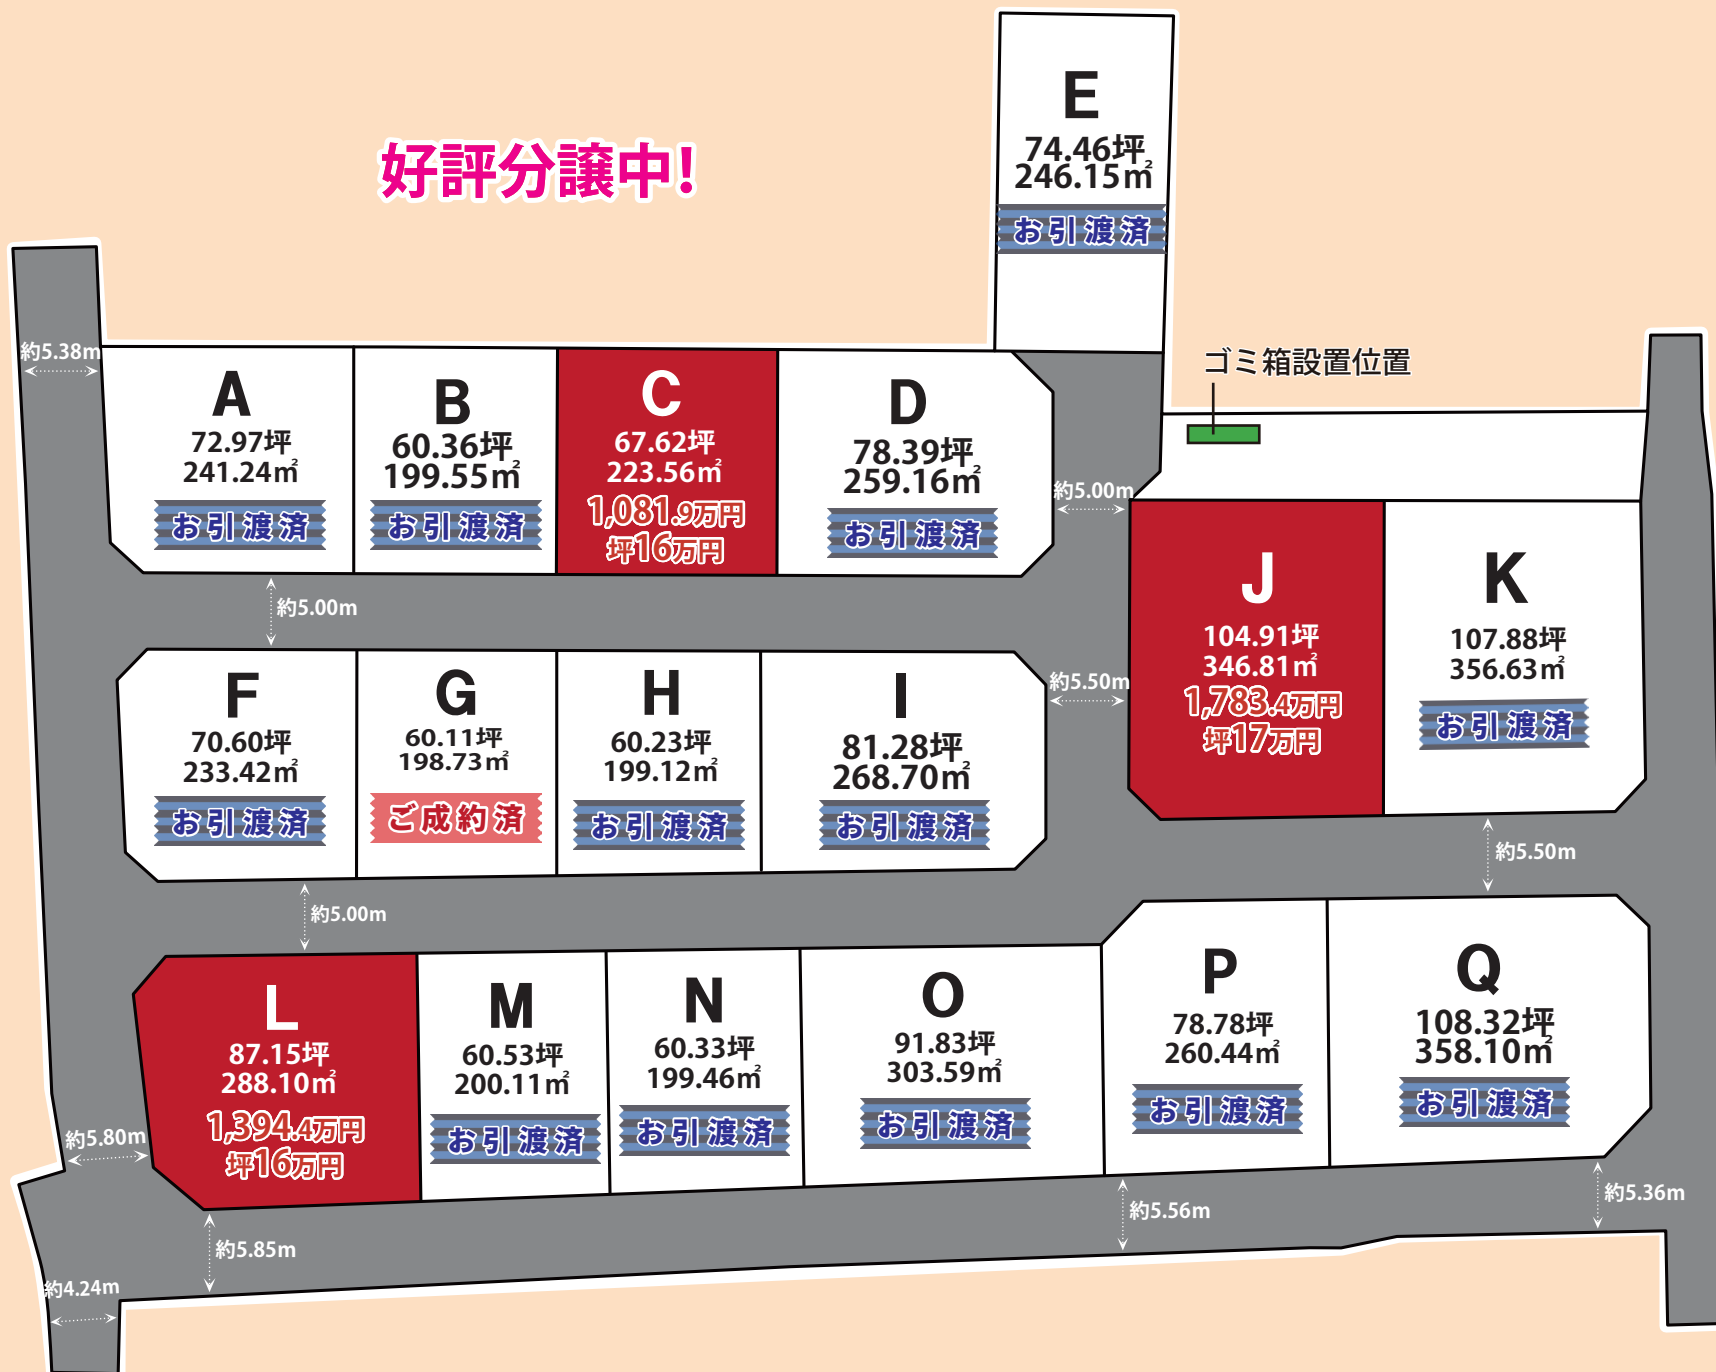 好評分譲中!
E
74.46坪
246.15㎡
お引渡済
ゴミ箱設置位置
約5.38m
A
72.97坪
241.24㎡
お引渡済
B
60.36坪
199.55㎡
お引渡済
C
67.62坪
223.56㎡
1,081.9万円
坪16万円
D
78.39坪
259.16㎡
お引渡済
約5.00m
J
104.91坪
346.81㎡
1,783.4万円
坪17万円
K
107.88坪
356.63㎡
お引渡済
約5.00m
F
70.60坪
233.42㎡
お引渡済
G
60.11坪
198.73㎡
ご成約済
H
60.23坪
199.12㎡
お引渡済
I
81.28坪
268.70㎡
お引渡済
約5.50m
約5.50m
約5.00m
L
87.15坪
288.10㎡
1,394.4万円
坪16万円
M
60.53坪
200.11㎡
お引渡済
N
60.33坪
199.46㎡
お引渡済
O
91.83坪
303.59㎡
お引渡済
P
78.78坪
260.44㎡
お引渡済
Q
108.32坪
358.10㎡
お引渡済
約5.80m
約5.36m
約5.56m
約5.85m
約4.24m